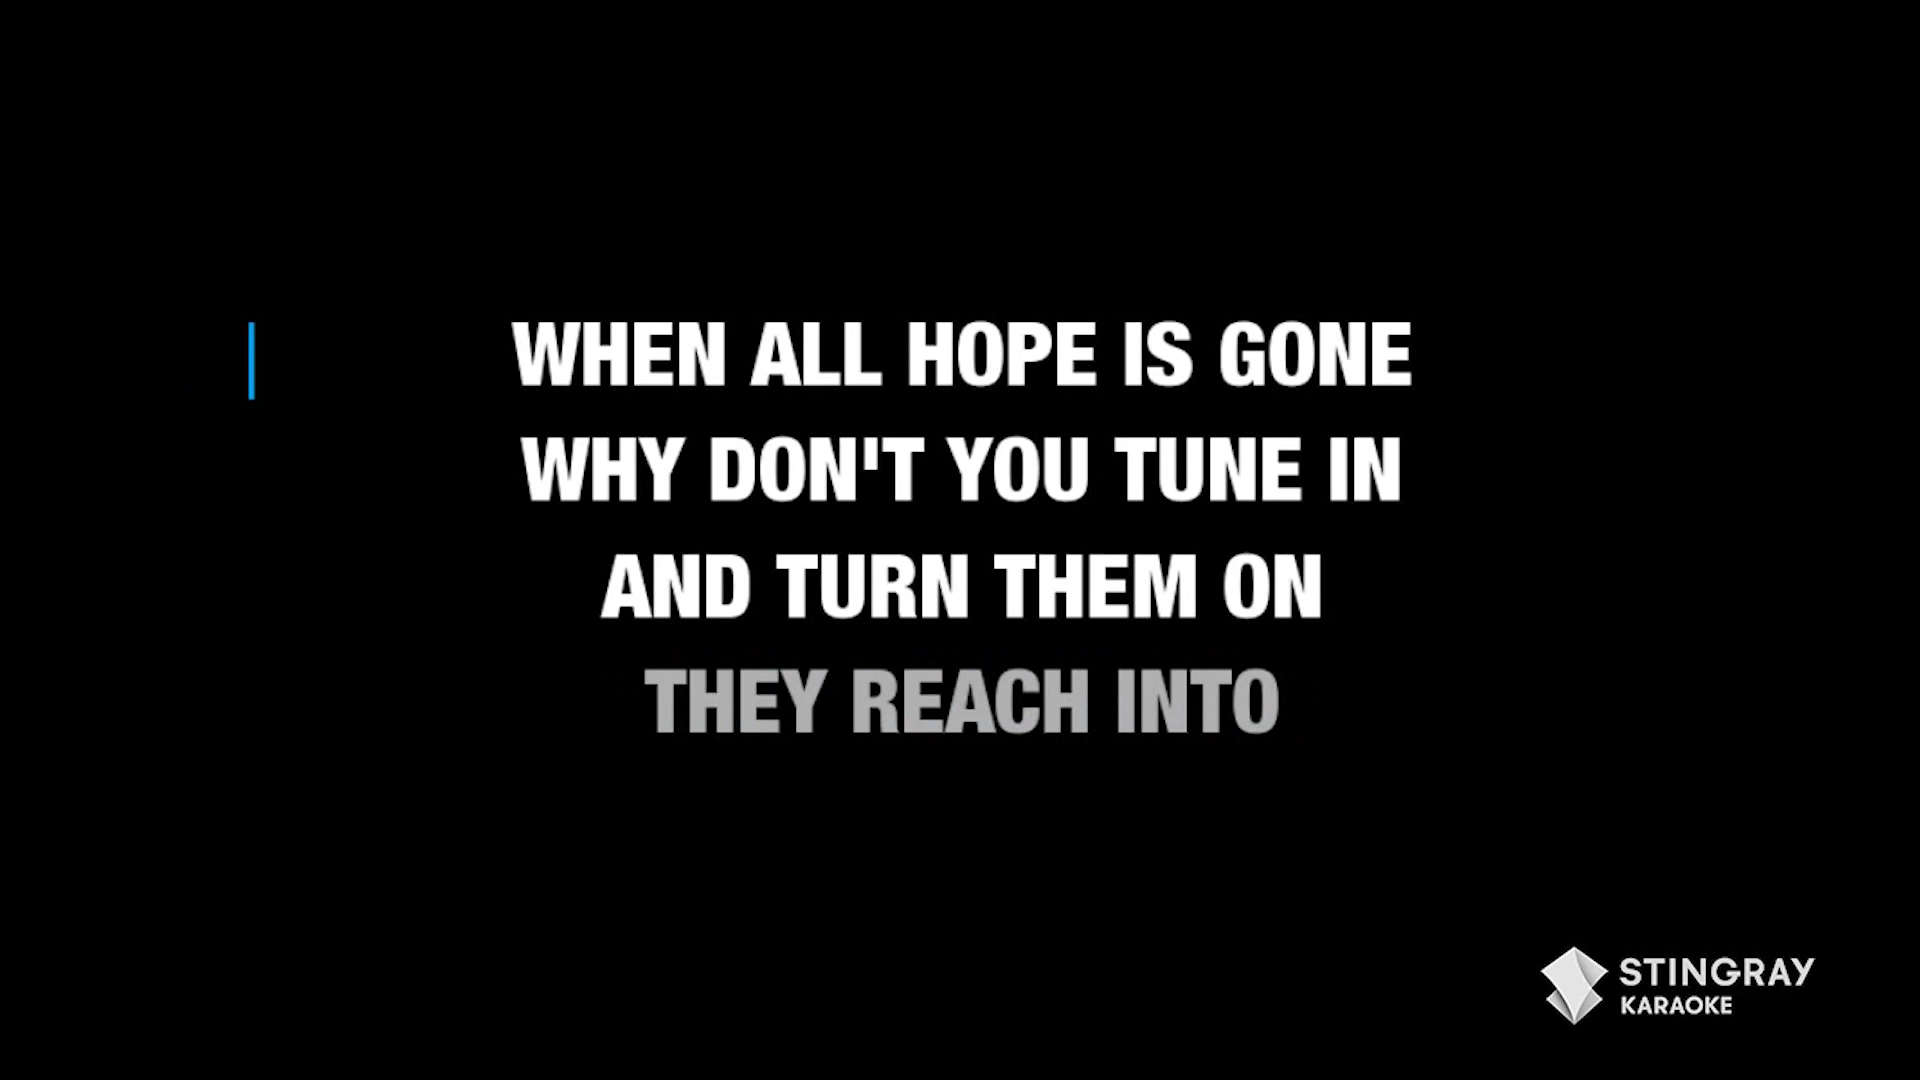 WHEN ALL HOPE IS GONE
WHY DON'T YOU TUNE IN
AND TURN THEM ON
THEY REACH INTO
STINGRAY
KARAOKE